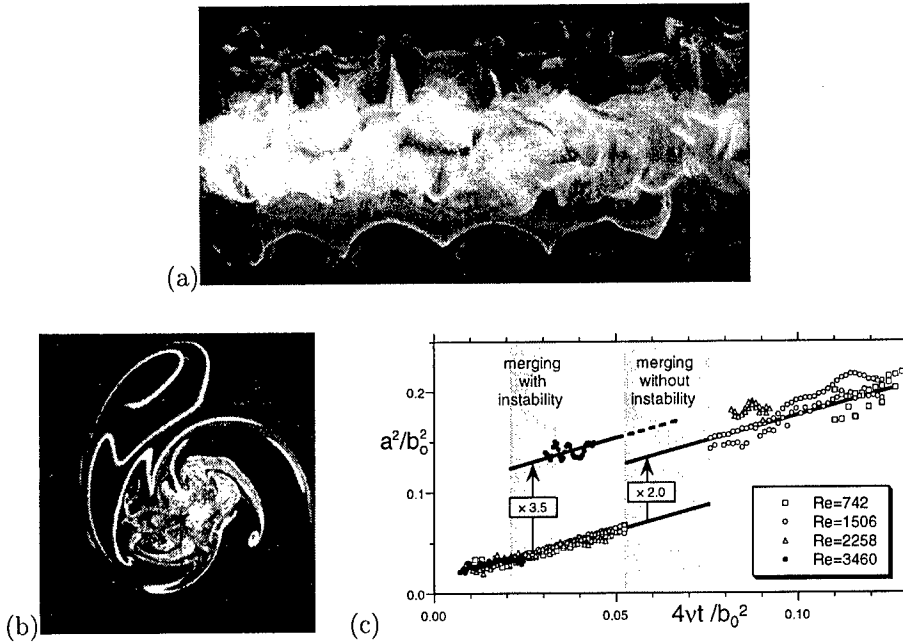 (a)
(b)
(c)
merging
with
instability
merging
without
instability
0.2
a²/b₀²
0.1
0.0
× 3.5
× 2.0
Re=742
Re=1506
Re=2258
Re=3460
0.00
0.05
0.10
4νt /b₀²